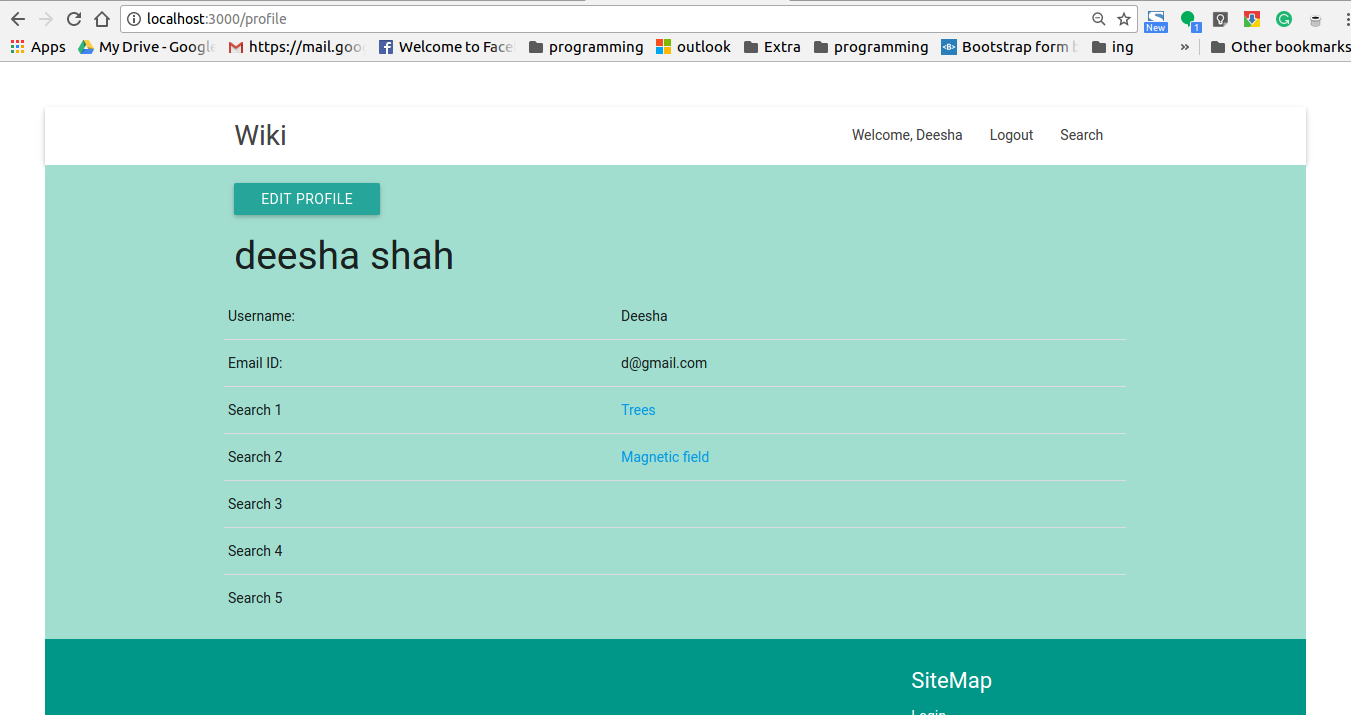 localhost:3000/profile
New 1
Apps My Drive - Google https://mail.goo Welcome to Face programming outlook Extra programming Bootstrap form b ing » Other bookmarks
Wiki Welcome, Deesha Logout Search
EDIT PROFILE
deesha shah
Username: Deesha
Email ID: d@gmail.com
Search 1 Trees
Search 2 Magnetic field
Search 3
Search 4
Search 5
SiteMap
Login